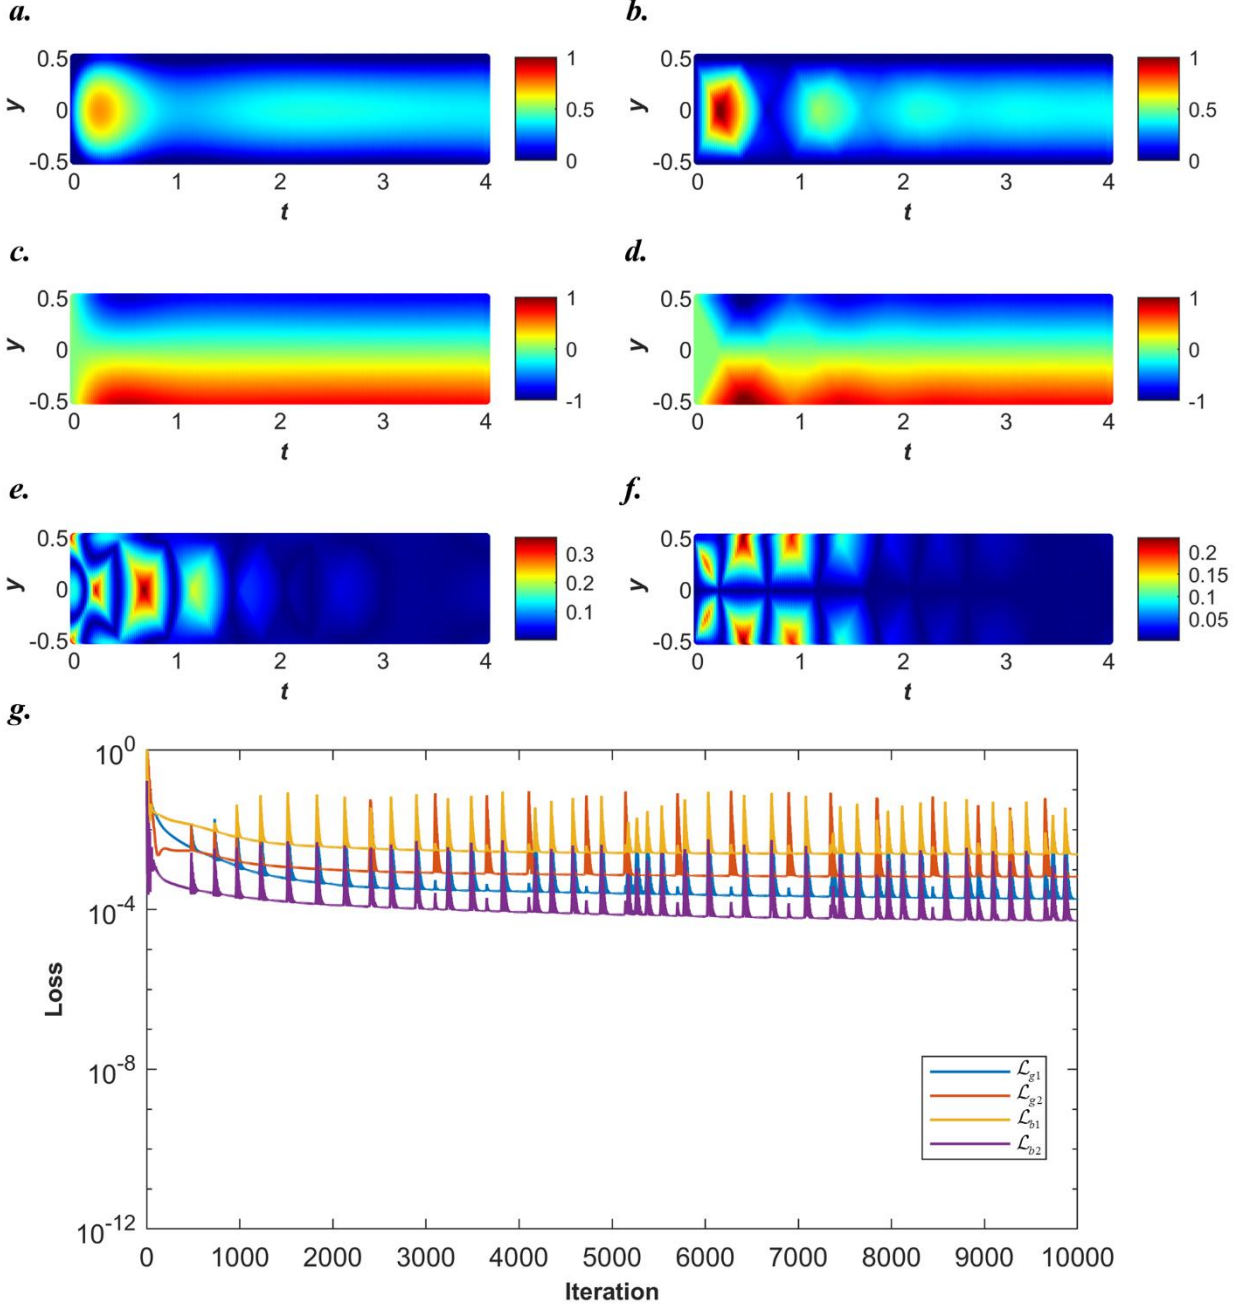 a.
b.
0.5
0
-0.5
y
0 1 2 3 4
t
1
0.5
0
0.5
0
-0.5
y
0 1 2 3 4
t
1
0.5
0
c.
d.
0.5
0
-0.5
y
0 1 2 3 4
t
1
0
-1
0.5
0
-0.5
y
0 1 2 3 4
t
1
0
-1
e.
f.
0.5
0
-0.5
y
0 1 2 3 4
t
0.3
0.2
0.1
0.5
0
-0.5
y
0 1 2 3 4
t
0.2
0.15
0.1
0.05
g.
10⁰
10⁻⁴
10⁻⁸
10⁻¹²
Loss
ℒg1
ℒg2
ℒb1
ℒb2
0 1000 2000 3000 4000 5000 6000 7000 8000 9000 10000
Iteration